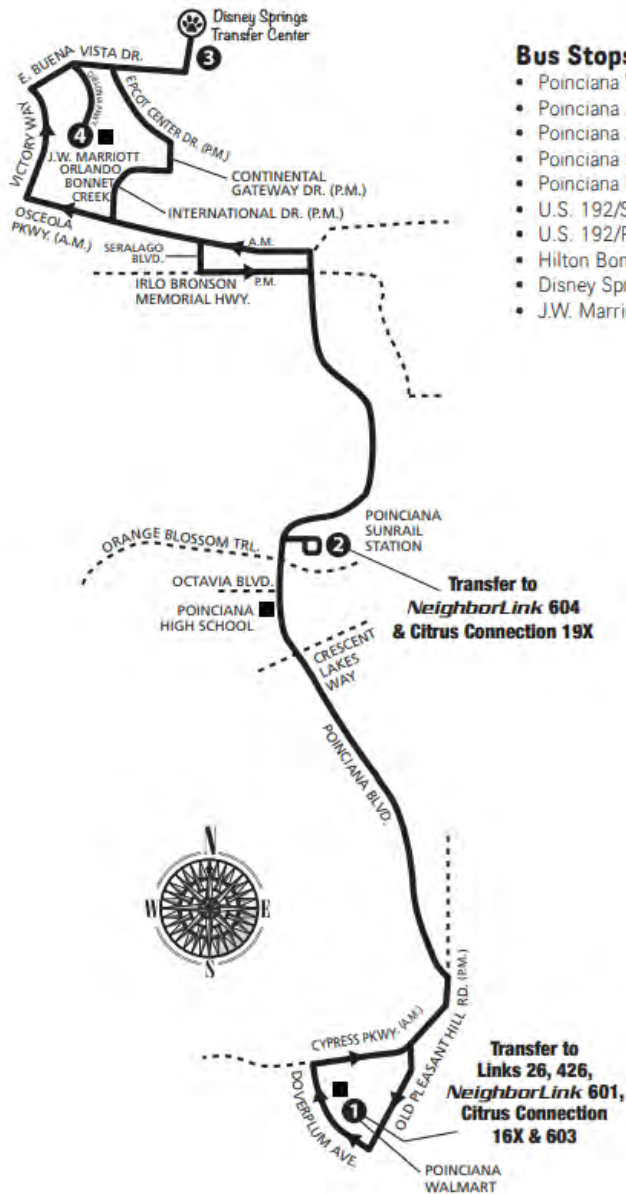 Disney Springs
Transfer Center
3
E. BUENA VISTA DR.
EPCOT CENTER DR. (P.M.)
4
VICTORY WAY
J.W. MARRIOTT
ORLANDO
BONNET
CREEK
CONTINENTAL
GATEWAY DR. (P.M.)
INTERNATIONAL DR. (P.M.)
OSCEOLA
PKWY. (A.M.)
SERALAGO
BLVD.
A.M.
P.M.
IRLO BRONSON
MEMORIAL HWY.
Bus Stops
• Poinciana
• Poinciana
• Poinciana
• Poinciana
• Poinciana
• U.S. 192/S
• U.S. 192/
• Hilton Bon
• Disney Spr
• J.W. Marri
POINCIANA
SUNRAIL
STATION
2
ORANGE BLOSSOM TRL.
OCTAVIA BLVD.
POINCIANA
HIGH SCHOOL
Transfer to
NeighborLink 604
& Citrus Connection 19X
CRESCENT
LAKES
WAY
POINCIANA BLVD.
N
W
E
S
CYPRESS PKWY. (A.M.)
OLD PLEASANT HILL RD. (P.M.)
DOVERPLUM AVE.
1
Transfer to
Links 26, 426,
NeighborLink 601,
Citrus Connection
16X & 603
POINCIANA
WALMART